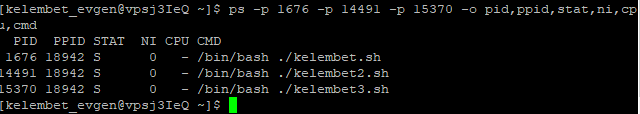 [kelembet_evgen@vpsj3IeQ ~]$ ps -p 1676 -p 14491 -p 15370 -o pid,ppid,stat,ni,cp
u,cmd
  PID  PPID STAT  NI CPU CMD
 1676 18942 S      0   - /bin/bash ./kelembet.sh
14491 18942 S      0   - /bin/bash ./kelembet2.sh
15370 18942 S      0   - /bin/bash ./kelembet3.sh
[kelembet_evgen@vpsj3IeQ ~]$